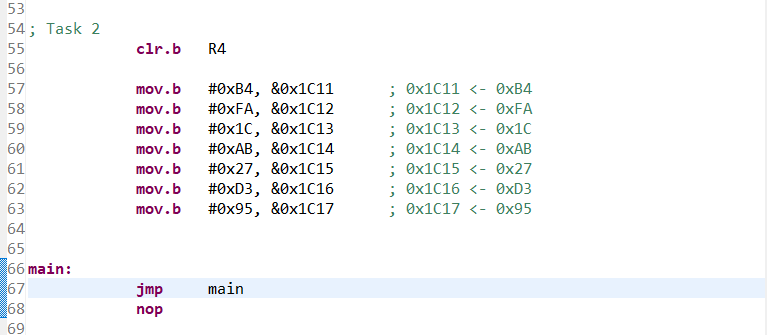 53
54 ; Task 2
55 clr.b R4
56
57 mov.b #0xB4, &0x1C11 ; 0x1C11 <- 0xB4
58 mov.b #0xFA, &0x1C12 ; 0x1C12 <- 0xFA
59 mov.b #0x1C, &0x1C13 ; 0x1C13 <- 0x1C
60 mov.b #0xAB, &0x1C14 ; 0x1C14 <- 0xAB
61 mov.b #0x27, &0x1C15 ; 0x1C15 <- 0x27
62 mov.b #0xD3, &0x1C16 ; 0x1C16 <- 0xD3
63 mov.b #0x95, &0x1C17 ; 0x1C17 <- 0x95
64
65
66 main:
67 jmp main
68 nop
69